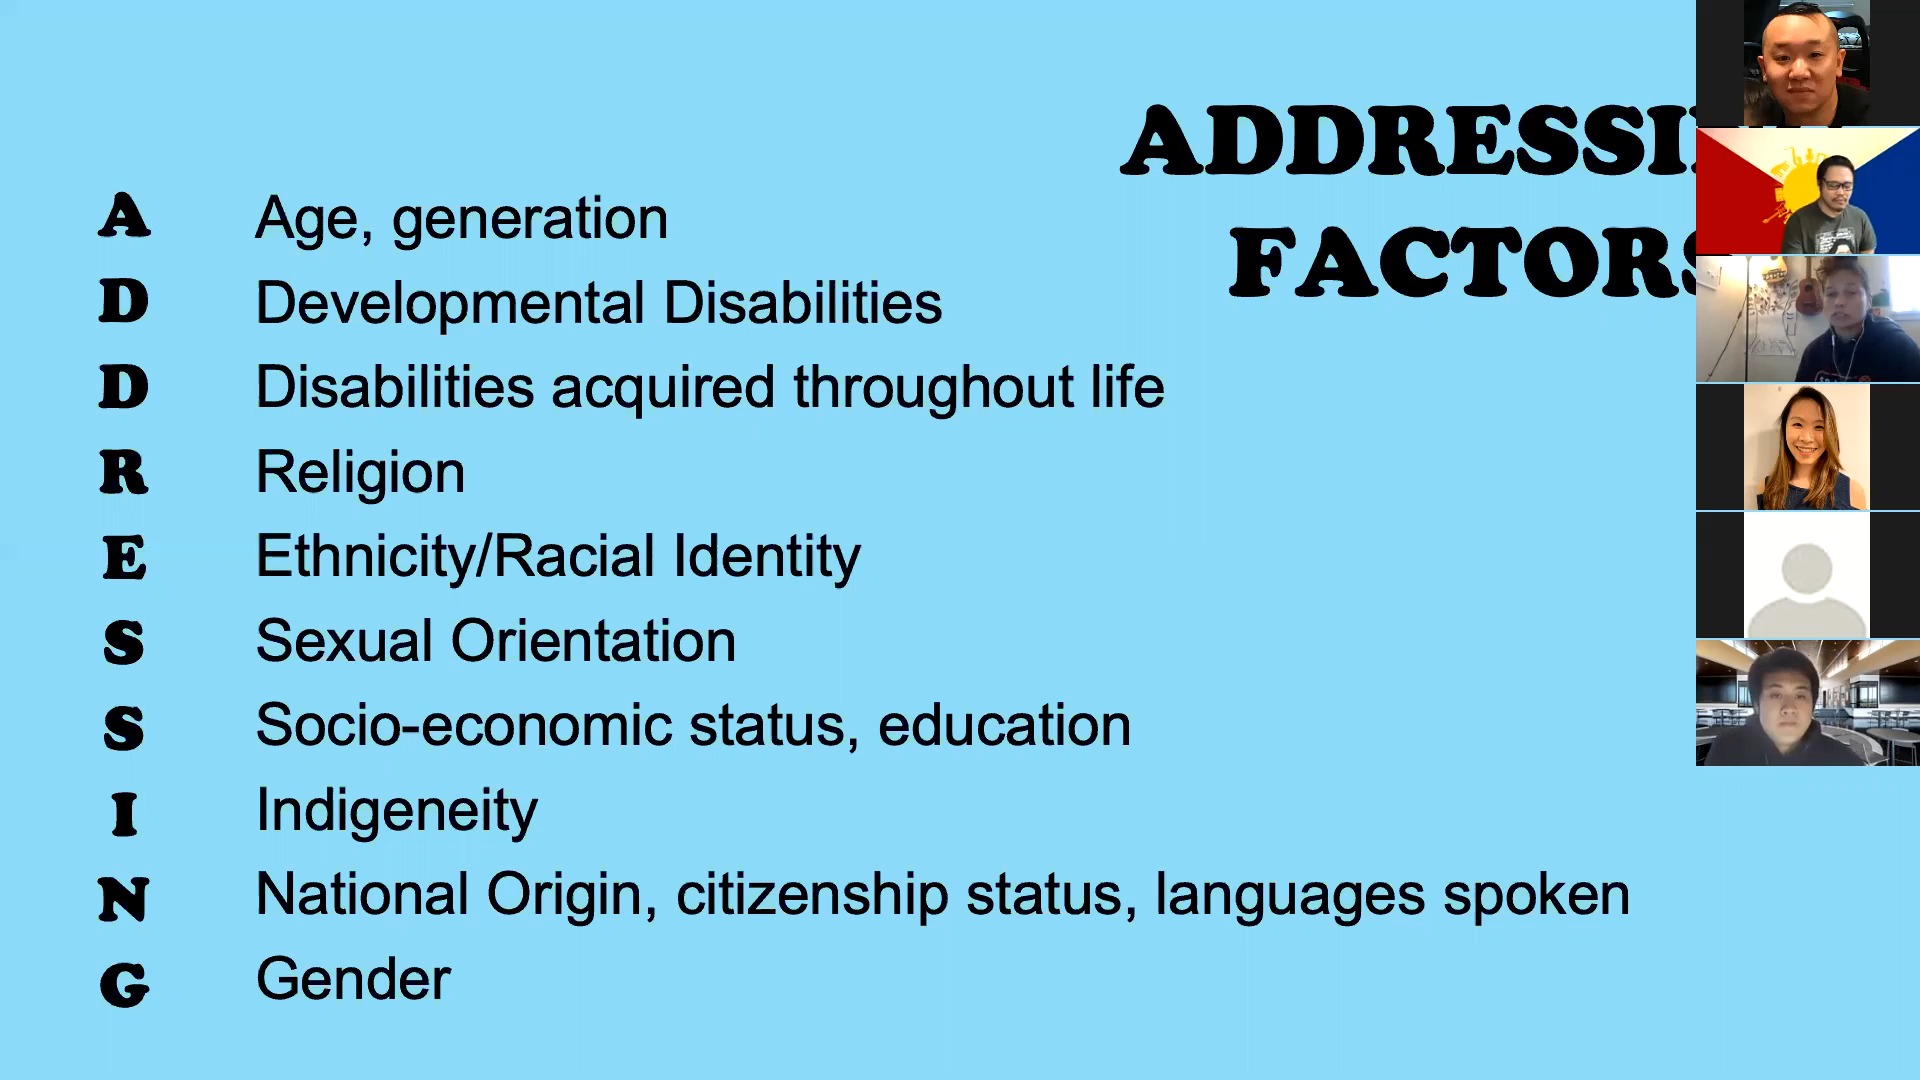 ADDRESSI
FACTORS
A Age, generation
D Developmental Disabilities
D Disabilities acquired throughout life
R Religion
E Ethnicity/Racial Identity
S Sexual Orientation
S Socio-economic status, education
I Indigeneity
N National Origin, citizenship status, languages spoken
G Gender